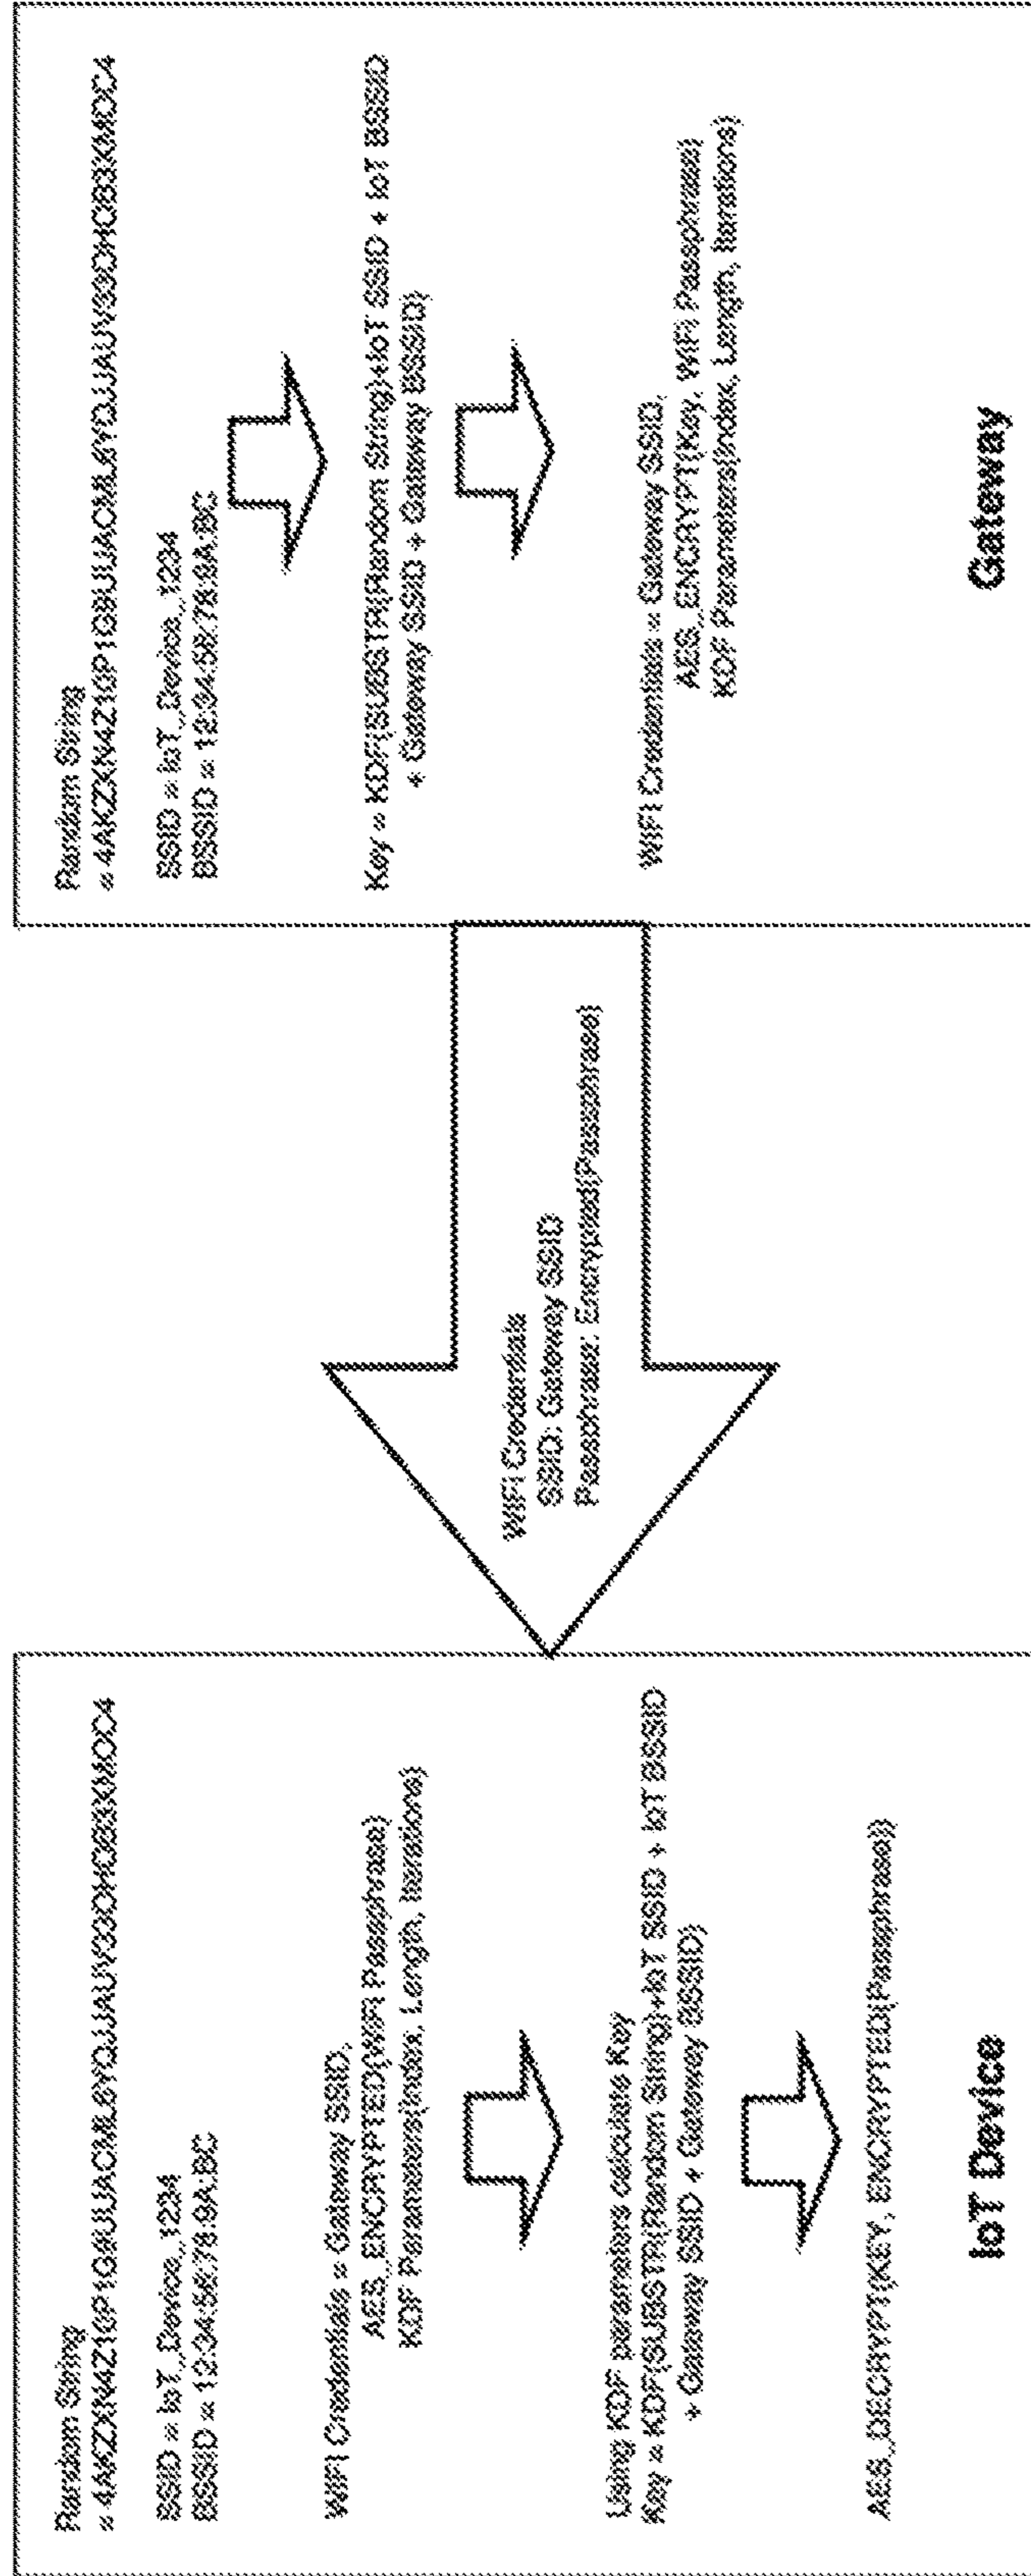 Random String
SSID = IoT_Device_1234
BSSID = 12:34:56:78:9A:BC
WIFI Credentials = Gateway SSID,
AES_ENCRYPTED(WIFI Passphrase)
KDF Parameters(Index, Length, Iterations)
Using KDF parameters calculate Key
Key = KDF(SUBSTR(Random String)+IoT SSID + IoT BSSID
+ Gateway SSID + Gateway BSSID)
AES_DECRYPT(KEY, ENCRYPTED(Passphrase))
IoT Device
WIFI Credentials
SSID: Gateway SSID
Passphrase: Encrypted(Passphrase)
Random String
SSID = IoT_Device_1234
BSSID = 12:34:56:78:9A:BC
Key = KDF(SUBSTR(Random String)+IoT SSID + IoT BSSID
+ Gateway SSID + Gateway BSSID)
WIFI Credentials = Gateway SSID,
AES_ENCRYPT(Key, WIFI Passphrase)
KDF Parameters(Index, Length, Iterations)
Gateway